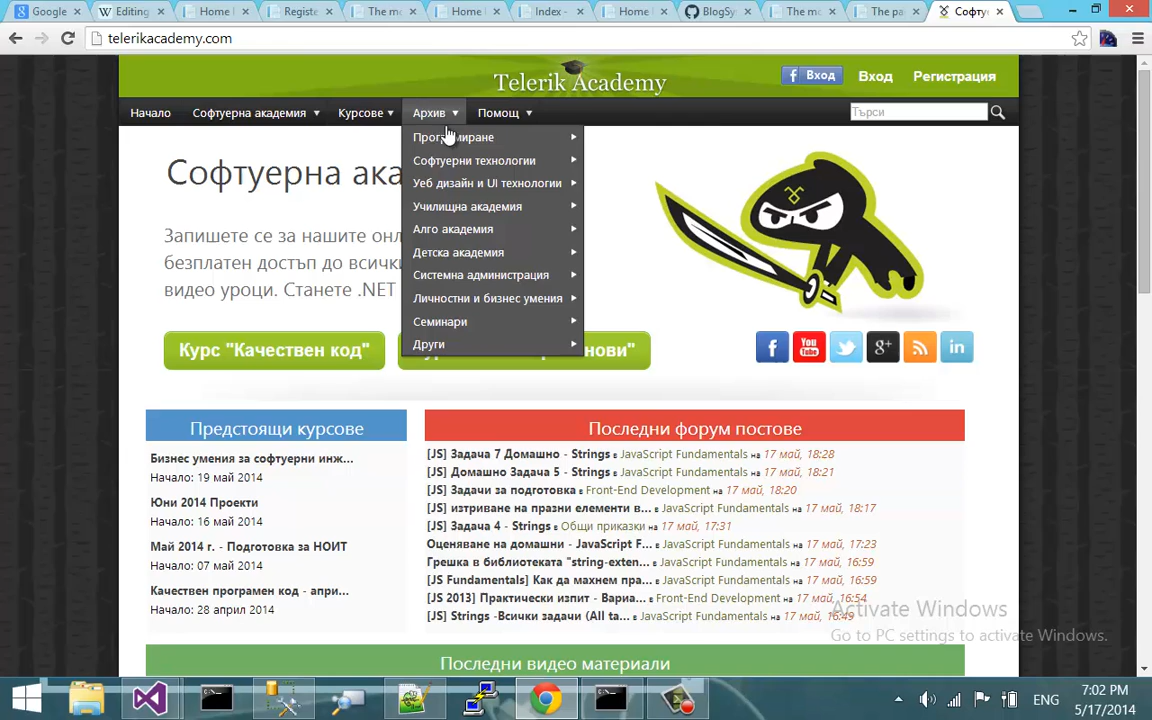 Google
Editing
Home
Registe
The mo
Home
Index -
Home
BlogSy
The mo
The pa
Софту
telerikacademy.com
Telerik Academy
f Вход
Вход
Регистрация
Начало
Софтуерна академия
Курсове
Архив
Помощ
Търси
Програмиране
Софтуерни технологии
Уеб дизайн и UI технологии
Училищна академия
Алго академия
Детска академия
Системна администрация
Личностни и бизнес умения
Семинари
Други
Софтуерна ака
Запишете се за нашите онл
безплатен достъп до всички
видео уроци. Станете .NET
Курс "Качествен код"
нови"
f
You Tube
g+
in
Предстоящи курсове
Бизнес умения за софтуерни инж...
Начало: 19 май 2014
Юни 2014 Проекти
Начало: 16 май 2014
Май 2014 г. - Подготовка за НОИТ
Начало: 07 май 2014
Качествен програмен код - апри...
Начало: 28 април 2014
Последни форум постове
[JS] Задача 7 Домашно - Strings в JavaScript Fundamentals на 17 май, 18:28
[JS] Домашно Задача 5 - Strings в JavaScript Fundamentals на 17 май, 18:21
[JS] Задачи за подготовка в Front-End Development на 17 май, 18:20
[JS] изтриване на празни елементи в... в JavaScript Fundamentals на 17 май, 18:17
[JS] Задача 4 - Strings в Общи приказки на 17 май, 17:31
Оценяване на домашни - JavaScript F... в JavaScript Fundamentals на 17 май, 17:23
Грешка в библиотеката "string-exten... в JavaScript Fundamentals на 17 май, 16:59
[JS Fundamentals] Как да махнем пра... в JavaScript Fundamentals на 17 май, 16:59
[JS 2013] Практически изпит - Вариа... в Front-End Development на 17 май, 16:54
[JS] Strings -Всички задачи (All ta... в JavaScript Fundamentals на 17 май, 16:49
Activate Windows
Go to PC settings to activate Windows.
Последни видео материали
ENG
7:02 PM
5/17/2014